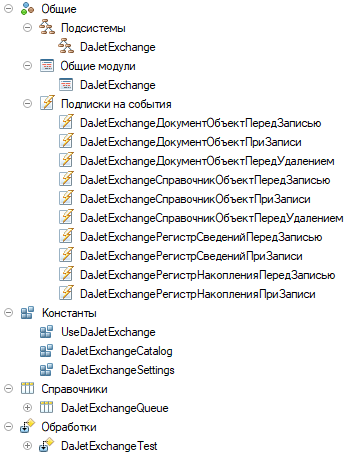 Общие
Подсистемы
DaJetExchange
Общие модули
DaJetExchange
Подписки на события
DaJetExchangeДокументОбъектПередЗаписью
DaJetExchangeДокументОбъектПриЗаписи
DaJetExchangeДокументОбъектПередУдалением
DaJetExchangeСправочникОбъектПередЗаписью
DaJetExchangeСправочникОбъектПриЗаписи
DaJetExchangeСправочникОбъектПередУдалением
DaJetExchangeРегистрСведенийПередЗаписью
DaJetExchangeРегистрСведенийПриЗаписи
DaJetExchangeРегистрНакопленияПередЗаписью
DaJetExchangeРегистрНакопленияПриЗаписи
Константы
UseDaJetExchange
DaJetExchangeCatalog
DaJetExchangeSettings
Справочники
DaJetExchangeQueue
Обработки
DaJetExchangeTest